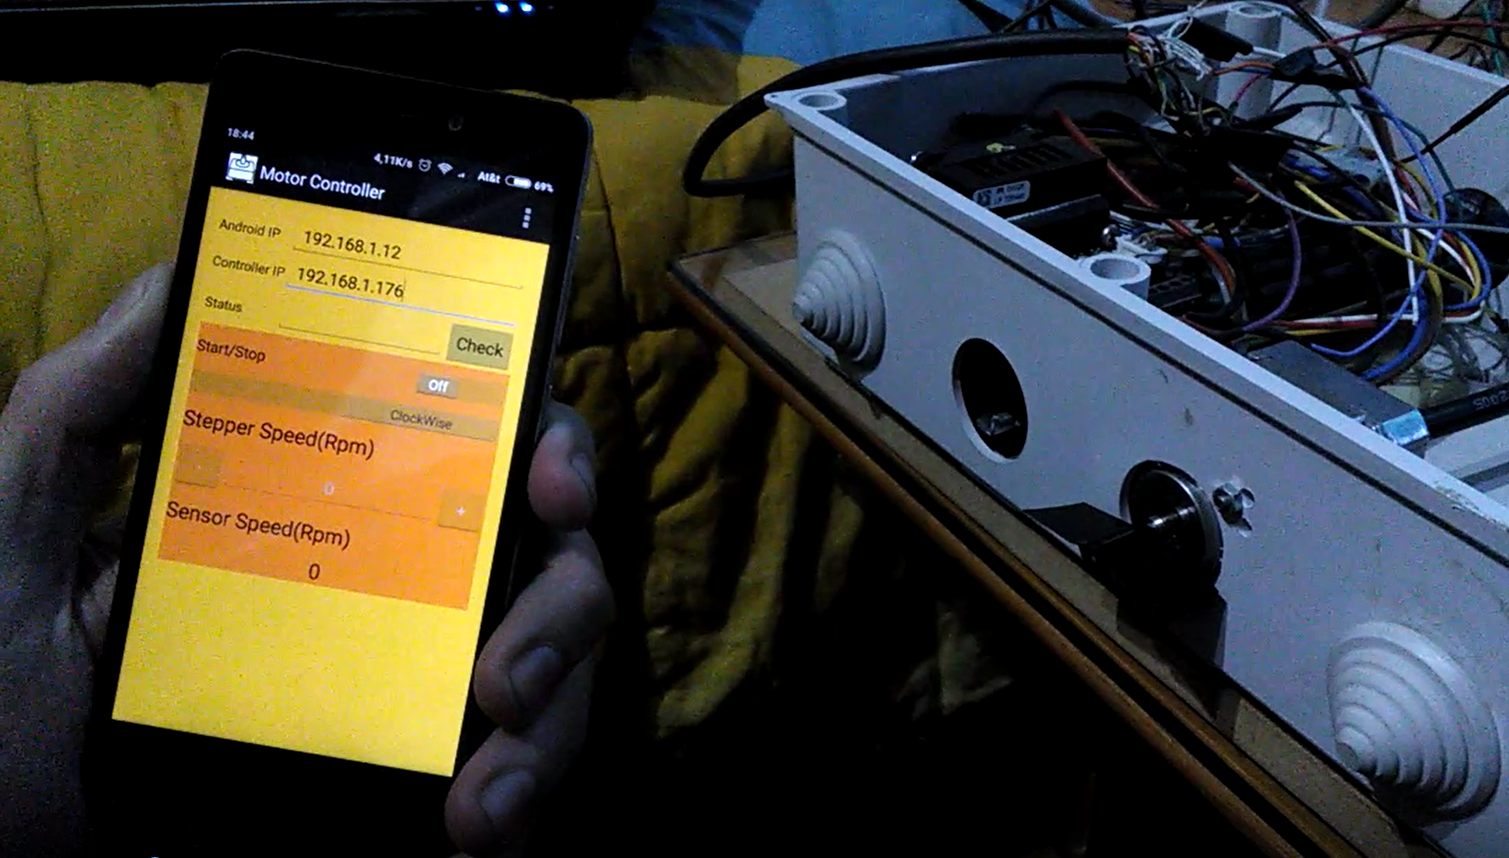 18:44
4,11K/s At&t 69%
Motor Controller
Android IP 192.168.1.12
Controller IP 192.168.1.176
Status
Check
Start/Stop
Off
ClockWise
Stepper Speed(Rpm)
0
+
Sensor Speed(Rpm)
0